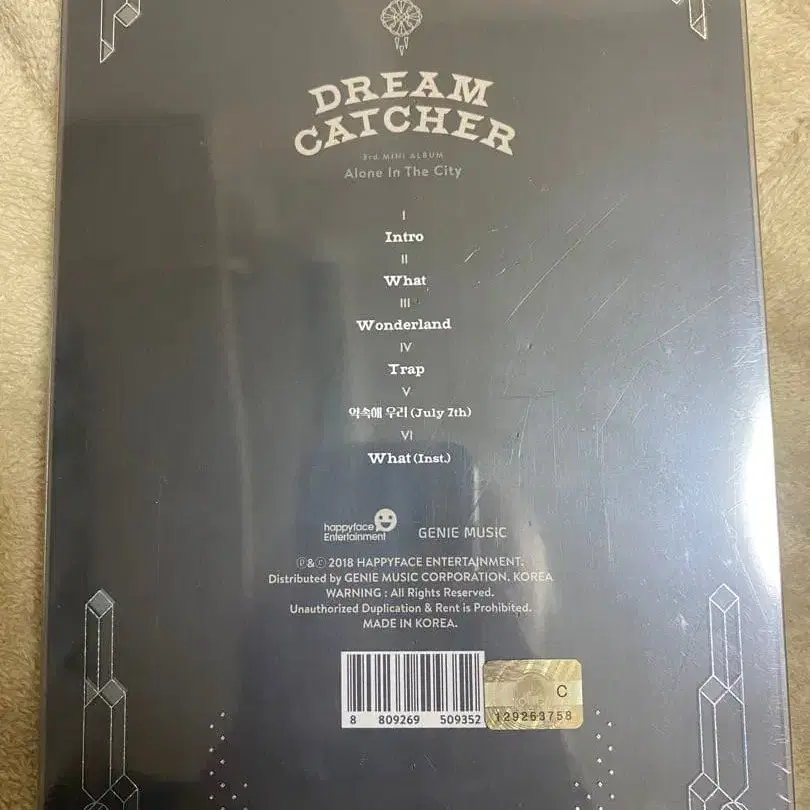 DREAM
CATCHER
3rd MINI ALBUM
Alone In The City
I
Intro
II
What
III
Wonderland
IV
Trap
V
약속해 우리 (July 7th)
VI
What (Inst.)
happyface
Entertainment
GENIE MUSIC
℗&© 2018 HAPPYFACE ENTERTAINMENT.
Distributed by GENIE MUSIC CORPORATION. KOREA
WARNING : All Rights Reserved.
Unauthorized Duplication & Rent is Prohibited.
MADE IN KOREA.
8 809269 509352
C
129263758